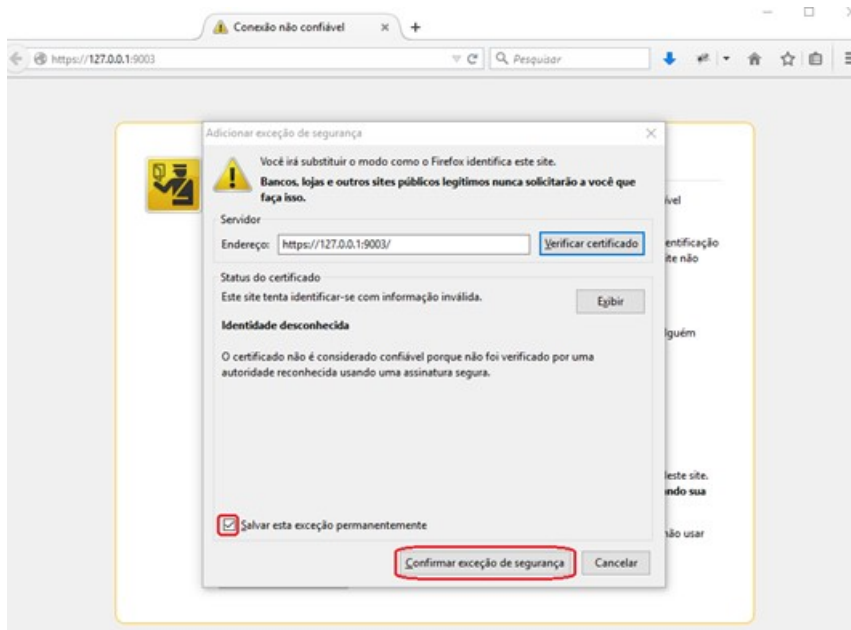 Conexão não confiável
https://127.0.0.1:9003
Pesquisar
Adicionar exceção de segurança
Você irá substituir o modo como o Firefox identifica este site.
Bancos, lojas e outros sites públicos legítimos nunca solicitarão a você que
faça isso.
Servidor
Endereço: https://127.0.0.1:9003/ Verificar certificado
Status do certificado
Este site tenta identificar-se com informação inválida.
Exibir
Identidade desconhecida
O certificado não é considerado confiável porque não foi verificado por uma
autoridade reconhecida usando uma assinatura segura.
Salvar esta exceção permanentemente
Confirmar exceção de segurança Cancelar
ível
entificação
ite não
lguém
leste site.
indo sua
não usar